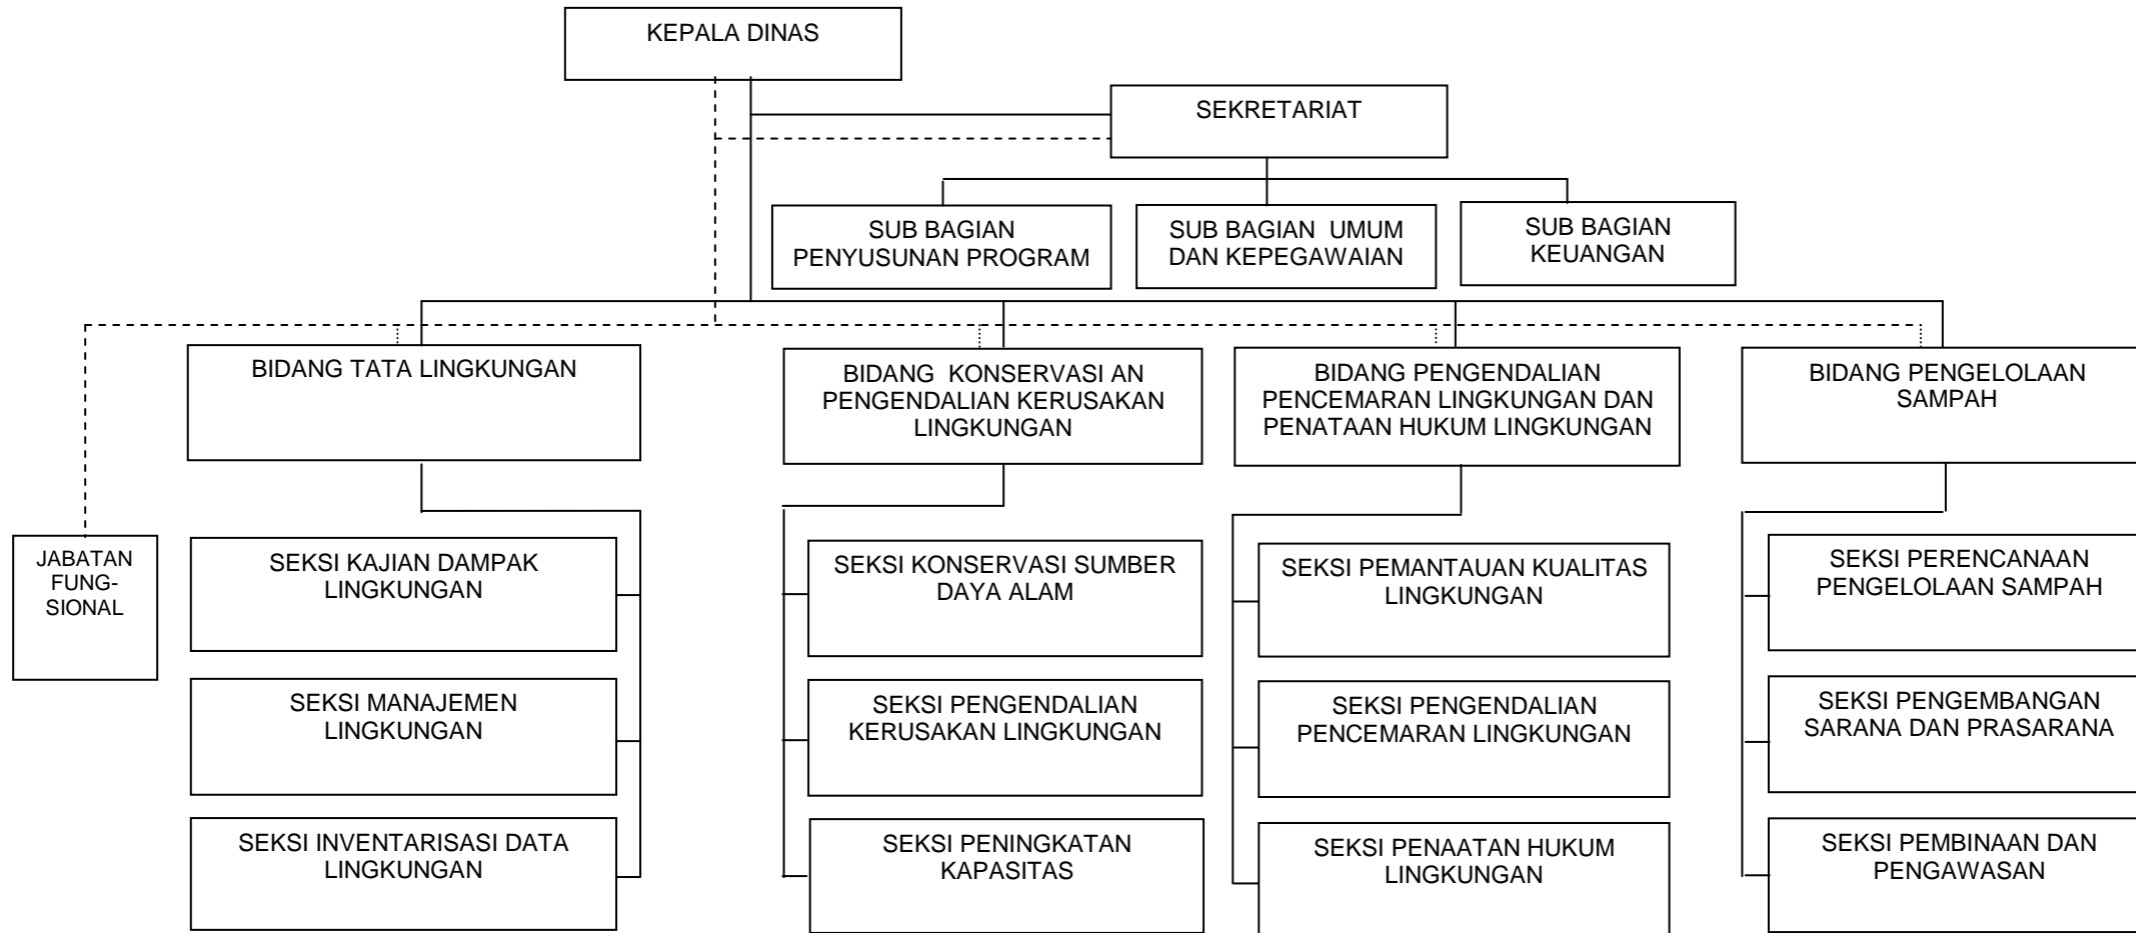 KEPALA DINAS
SEKRETARIAT
SUB BAGIAN
PENYUSUNAN PROGRAM
SUB BAGIAN  UMUM
DAN KEPEGAWAIAN
SUB BAGIAN
KEUANGAN
BIDANG TATA LINGKUNGAN
BIDANG  KONSERVASI AN
PENGENDALIAN KERUSAKAN
LINGKUNGAN
BIDANG PENGENDALIAN
PENCEMARAN LINGKUNGAN DAN
PENATAAN HUKUM LINGKUNGAN
BIDANG PENGELOLAAN
SAMPAH
JABATAN
FUNG-
SIONAL
SEKSI KAJIAN DAMPAK
LINGKUNGAN
SEKSI KONSERVASI SUMBER
DAYA ALAM
SEKSI PEMANTAUAN KUALITAS
LINGKUNGAN
SEKSI PERENCANAAN
PENGELOLAAN SAMPAH
SEKSI MANAJEMEN
LINGKUNGAN
SEKSI PENGENDALIAN
KERUSAKAN LINGKUNGAN
SEKSI PENGENDALIAN
PENCEMARAN LINGKUNGAN
SEKSI PENGEMBANGAN
SARANA DAN PRASARANA
SEKSI INVENTARISASI DATA
LINGKUNGAN
SEKSI PENINGKATAN
KAPASITAS
SEKSI PENAATAN HUKUM
LINGKUNGAN
SEKSI PEMBINAAN DAN
PENGAWASAN